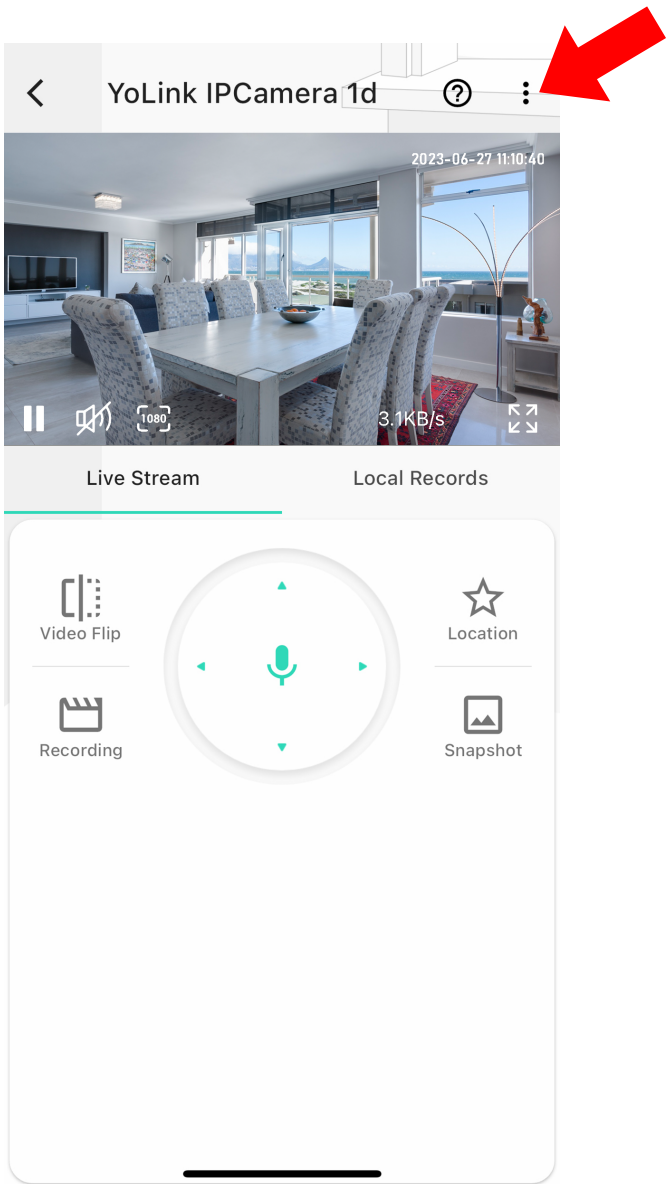 YoLink IPCamera 1d
2023-06-27 11:10:40
1080
3.1KB/s
Live Stream
Local Records
Video Flip
Location
Recording
Snapshot